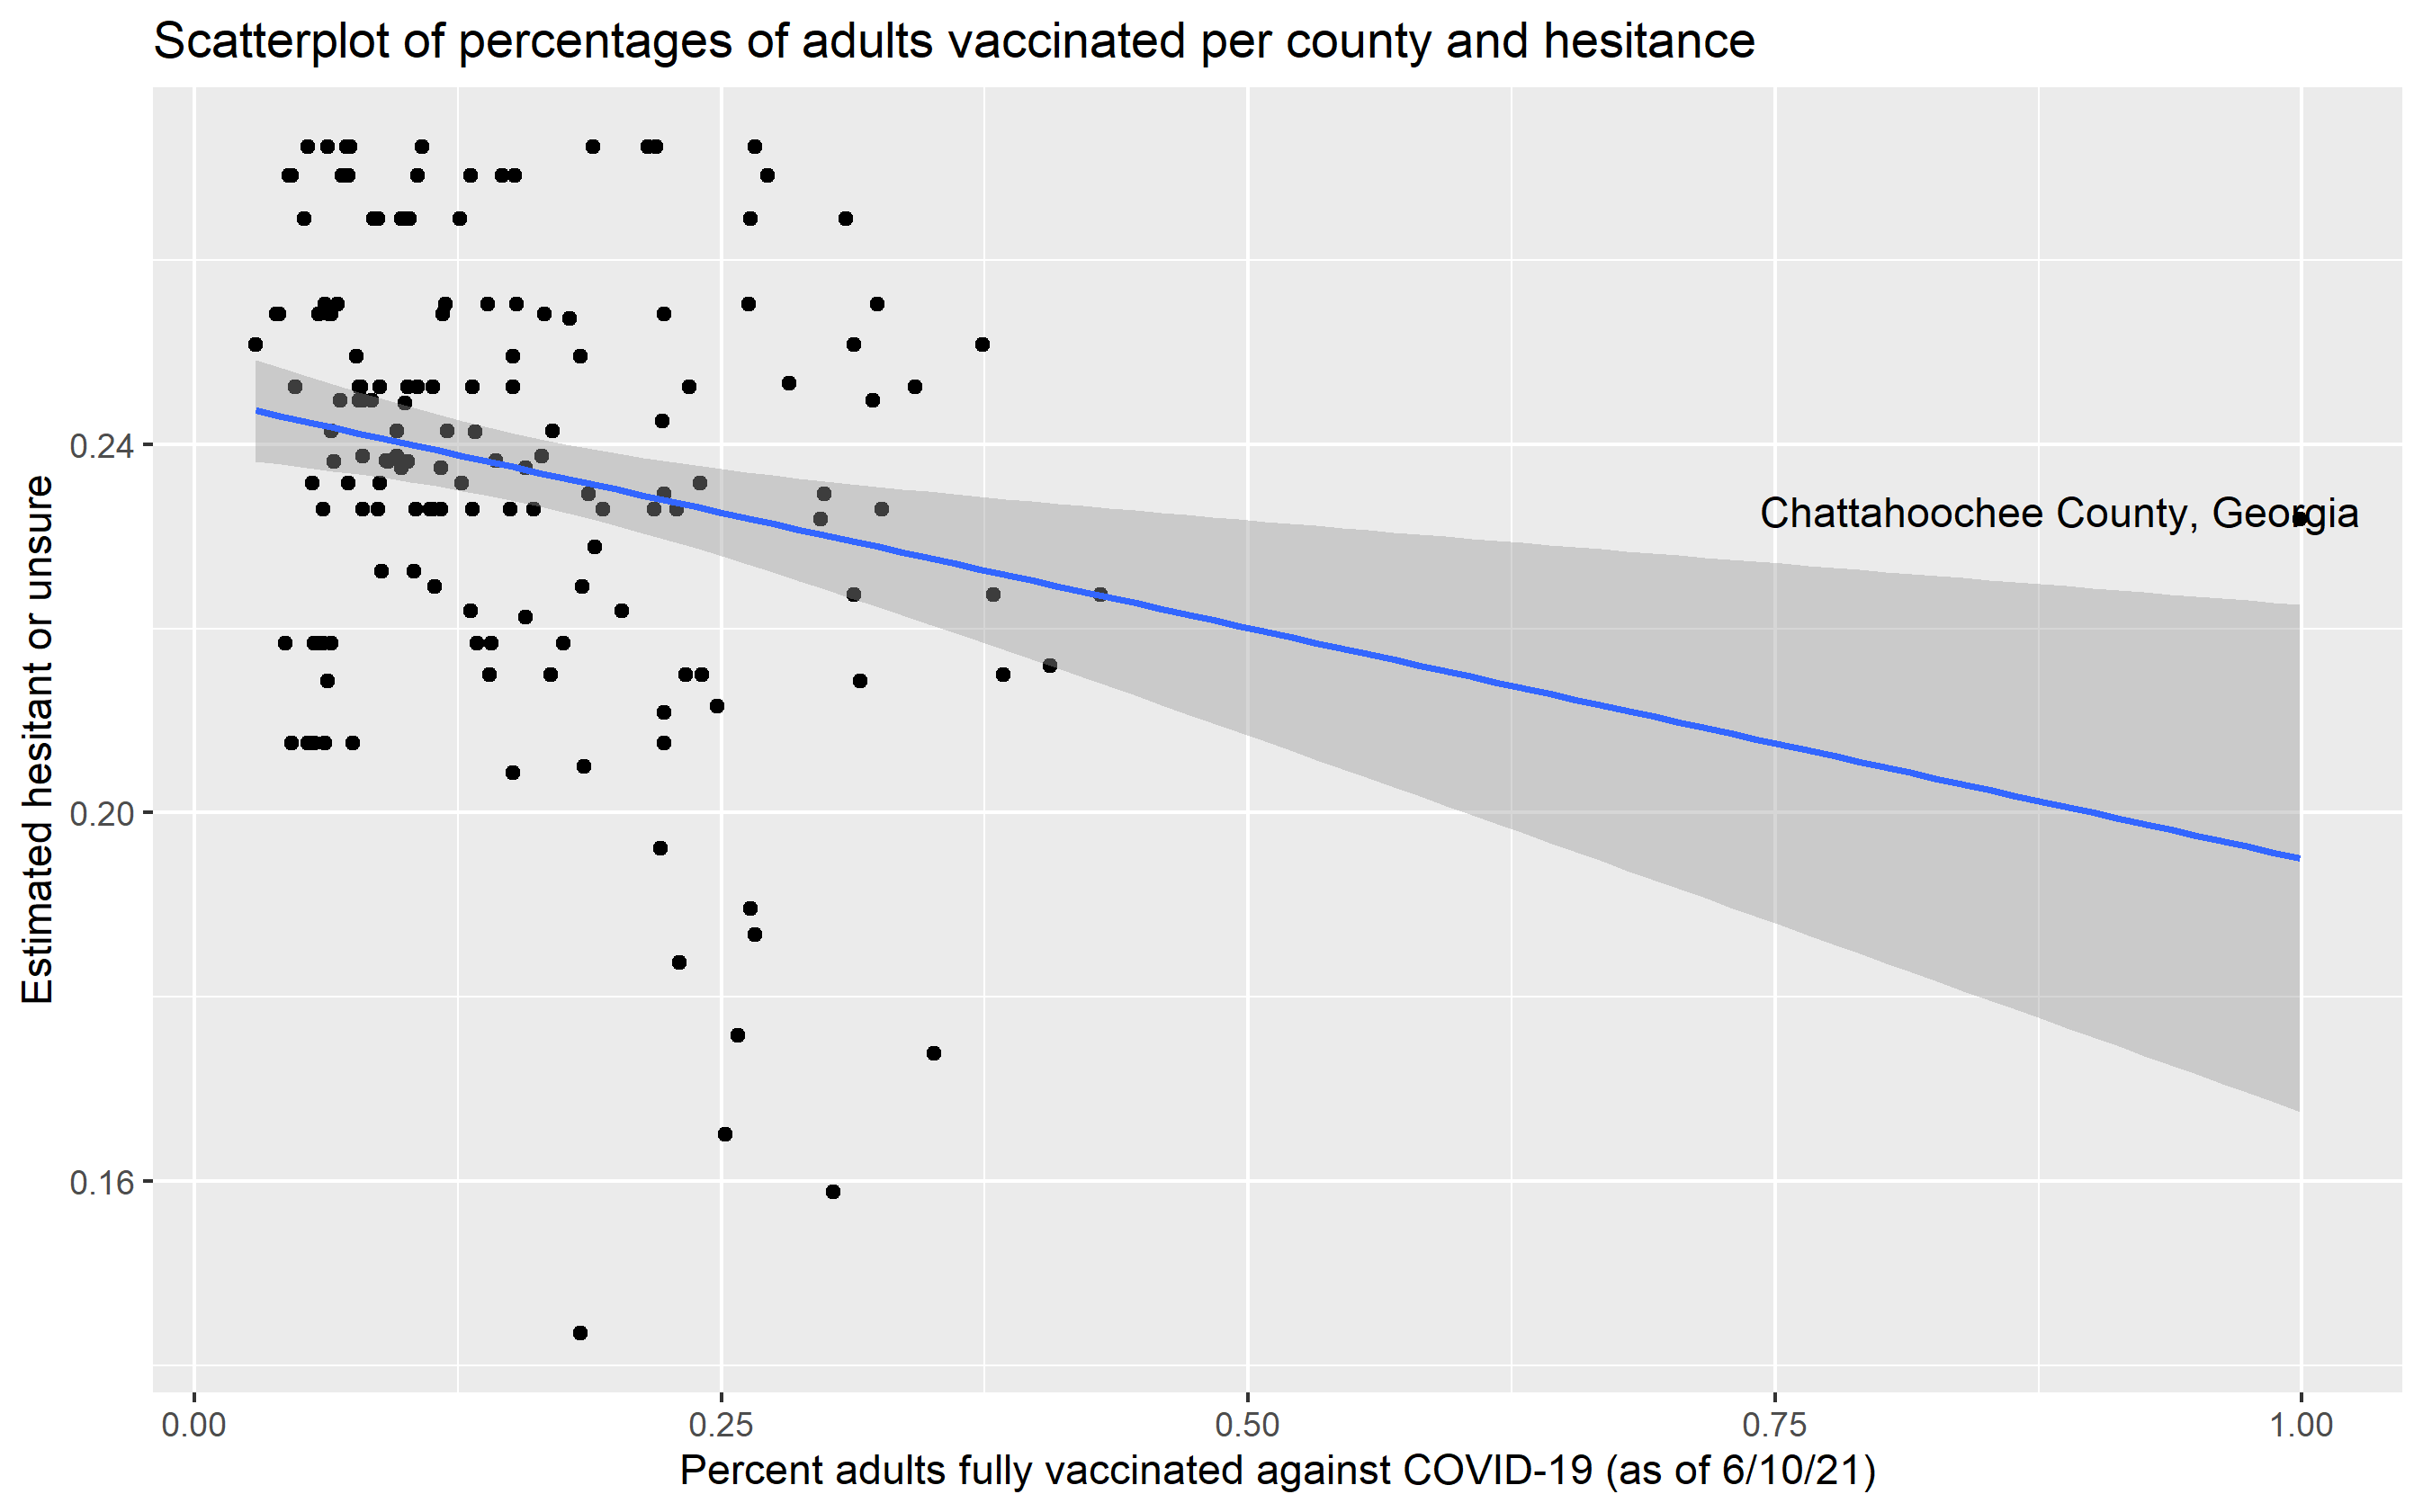 Scatterplot of percentages of adults vaccinated per county and hesitance
Estimated hesitant or unsure
0.24
0.20
0.16
Chattahoochee County, Georgia
0.00 0.25 0.50 0.75 1.00
Percent adults fully vaccinated against COVID-19 (as of 6/10/21)